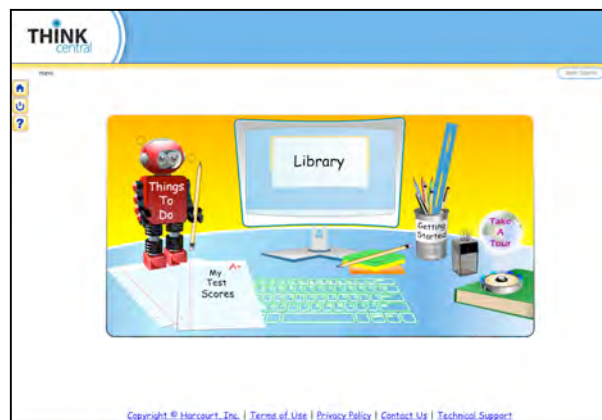 THiNK
central
Home
?
Library
Things
To
Do
Getting
Started
Take
A
Tour
My
Test
Scores
A+
Copyright © Harcourt, Inc. | Terms of Use | Privacy Policy | Contact Us | Technical Support